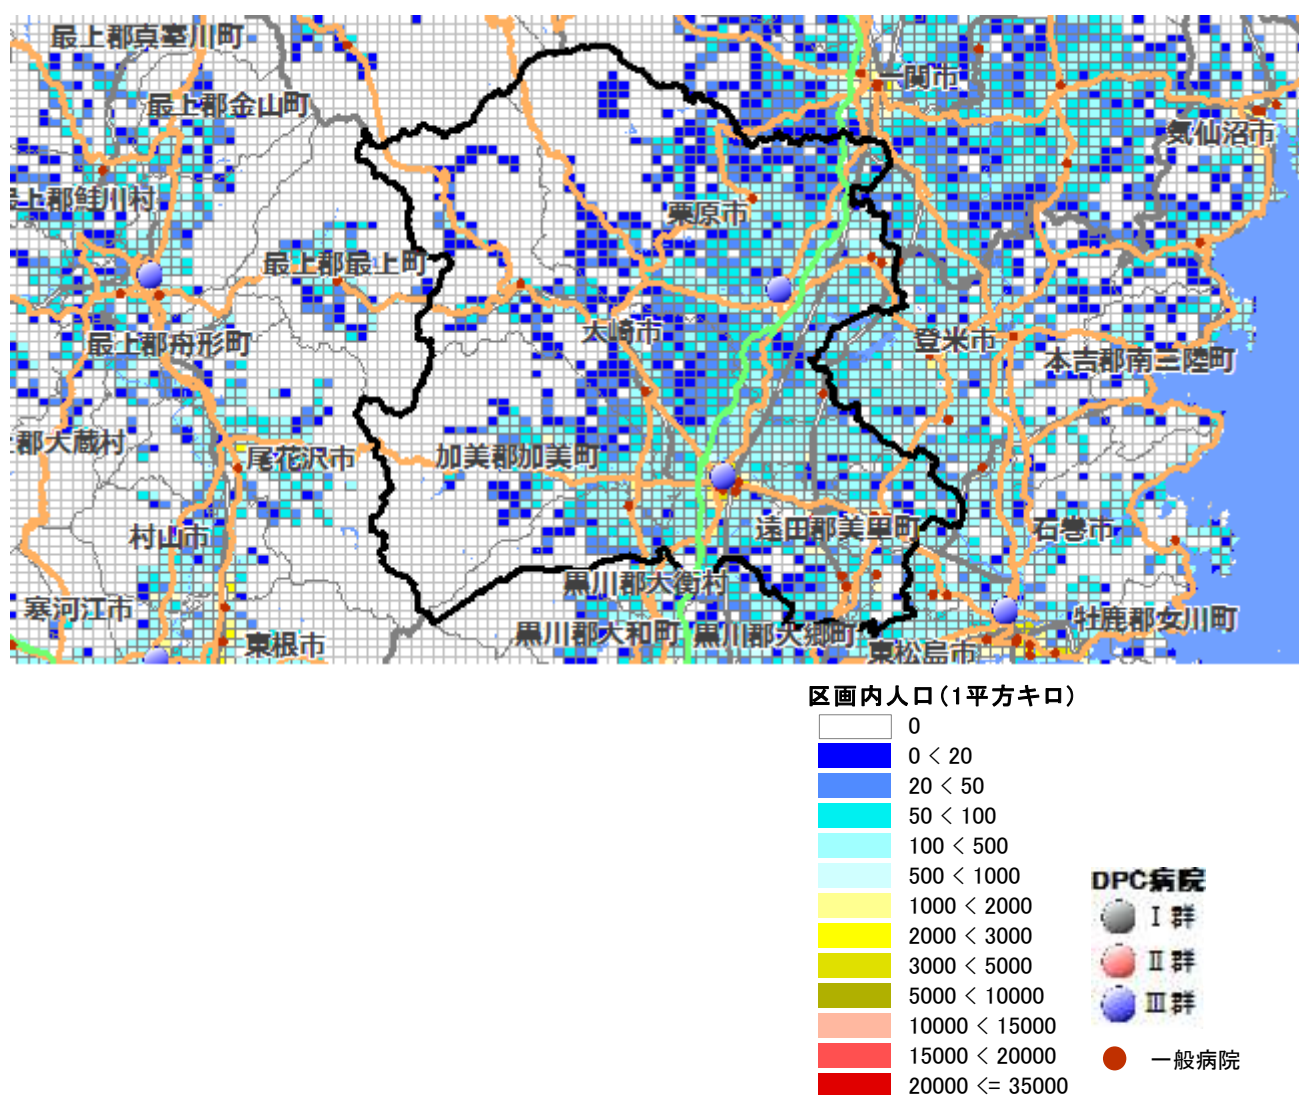 最上郡真室川町
一関市
最上郡金山町
気仙沼市
最上郡鮭川村
栗原市
最上郡最上町
大崎市
登米市
最上郡舟形町
本吉郡南三陸町
郡大蔵村
尾花沢市
加美郡加美町
村山市
遠田郡美里町
石巻市
黒川郡大衡村
寒河江市
牡鹿郡女川町
東根市
黒川郡大和町
黒川郡大郷町
東松島市
区画内人口(1平方キロ)
0
0 < 20
20 < 50
50 < 100
100 < 500
500 < 1000
1000 < 2000
2000 < 3000
3000 < 5000
5000 < 10000
10000 < 15000
15000 < 20000
20000 <= 35000
DPC病院
Ⅰ群
Ⅱ群
Ⅲ群
一般病院